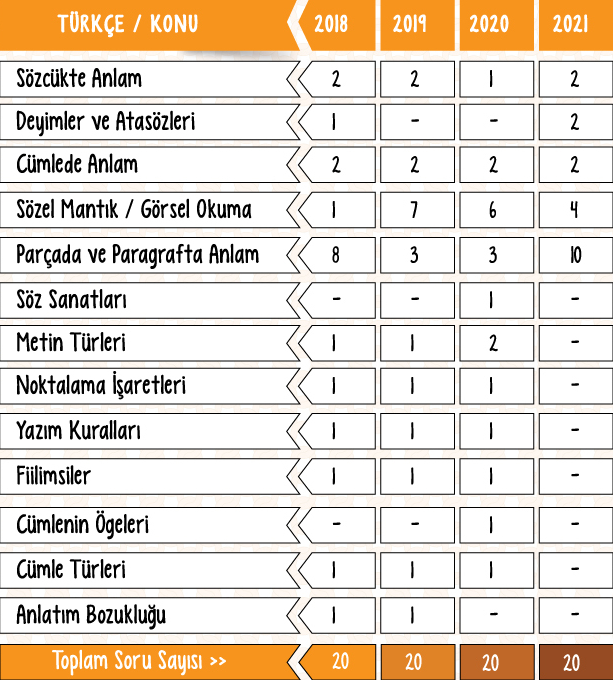 TÜRKÇE / KONU 2018 2019 2020 2021
Sözcükte Anlam 2 2 1 2
Deyimler ve Atasözleri 1 - - 2
Cümlede Anlam 2 2 2 2
Sözel Mantık / Görsel Okuma 1 7 6 4
Parçada ve Paragrafta Anlam 8 3 3 10
Söz Sanatları - - 1 -
Metin Türleri 1 1 2 -
Noktalama İşaretleri 1 1 1 -
Yazım Kuralları 1 1 1 -
Fiilimsiler 1 1 1 -
Cümlenin Ögeleri - - 1 -
Cümle Türleri 1 1 1 -
Anlatım Bozukluğu 1 1 - -
Toplam Soru Sayısı >> 20 20 20 20